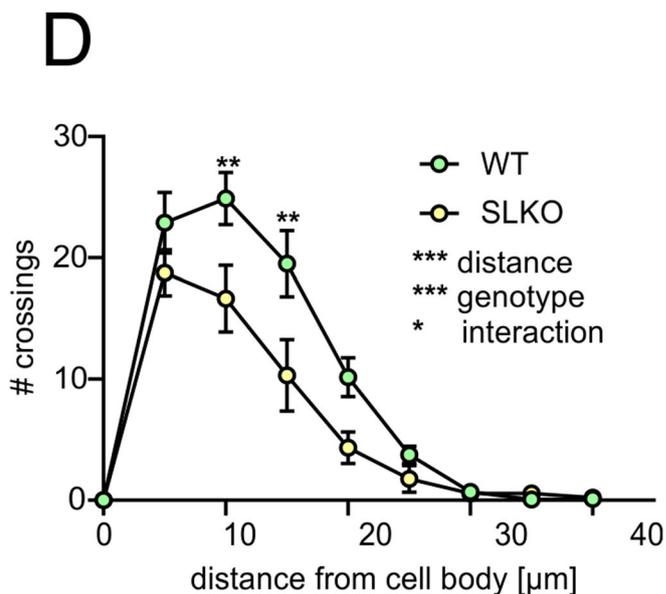 D
30
20
10
0
# crossings
**
**
WT
SLKO
*** distance
*** genotype
* interaction
0 10 20 30 40
distance from cell body [µm]